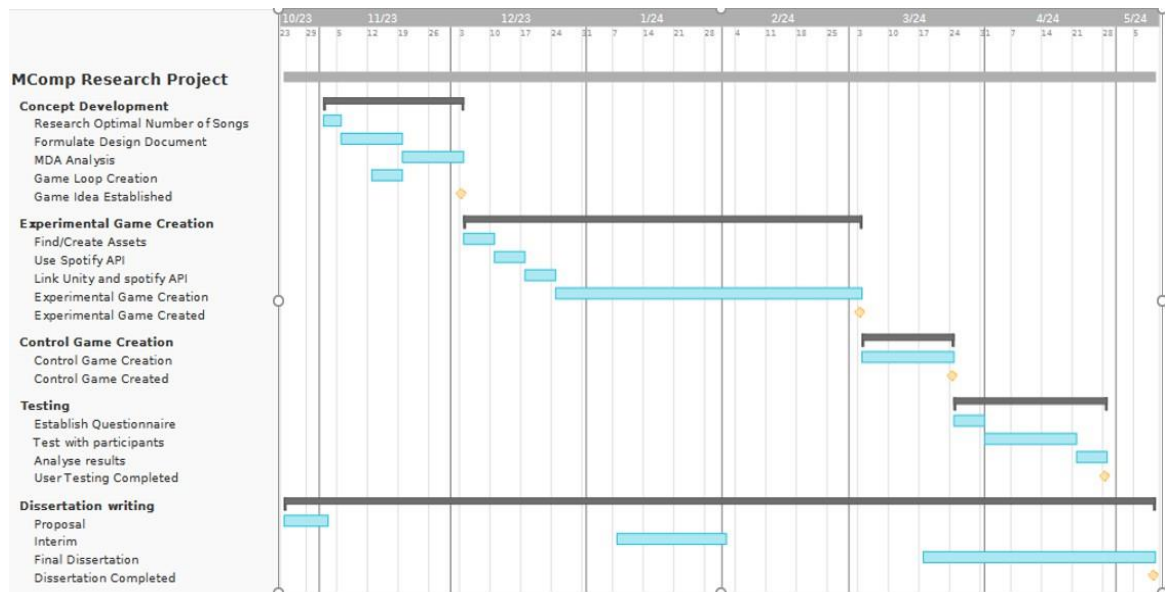 10/23 11/23 12/23 1/24 2/24 3/24 4/24 5/24
23 29 5 12 19 26 3 10 17 24 31 7 14 21 28 4 11 18 25 3 10 17 24 31 7 14 21 28 5
MComp Research Project
Concept Development
Research Optimal Number of Songs
Formulate Design Document
MDA Analysis
Game Loop Creation
Game Idea Established
Experimental Game Creation
Find/Create Assets
Use Spotify API
Link Unity and spotify API
Experimental Game Creation
Experimental Game Created
Control Game Creation
Control Game Creation
Control Game Created
Testing
Establish Questionnaire
Test with participants
Analyse results
User Testing Completed
Dissertation writing
Proposal
Interim
Final Dissertation
Dissertation Completed